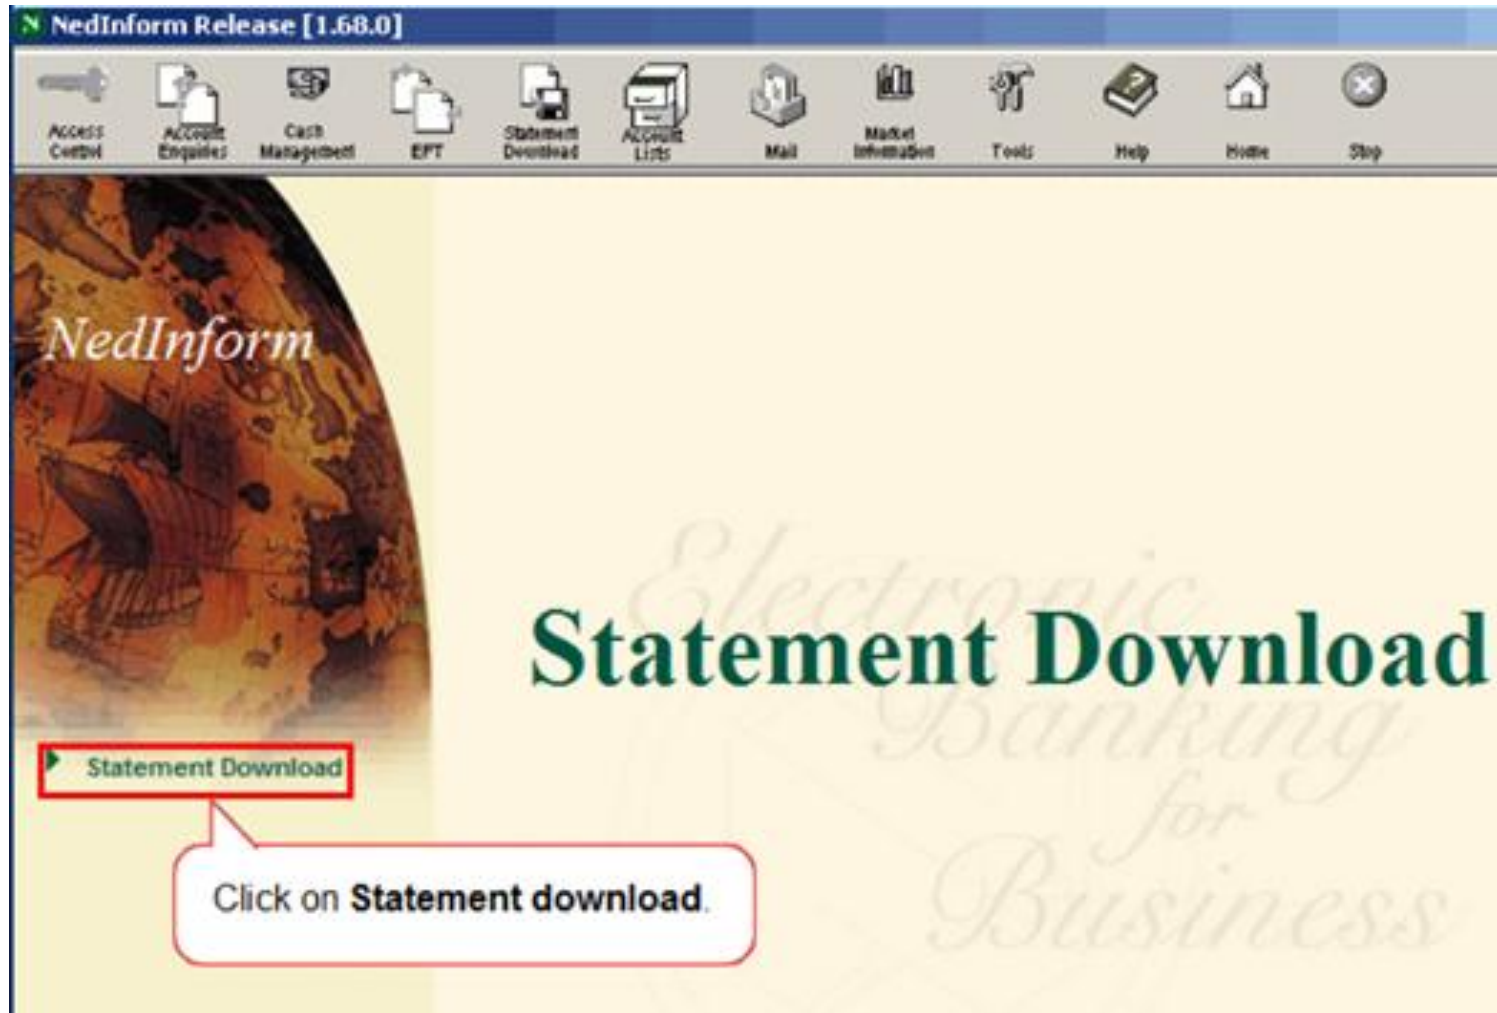 NedInform Release [1.68.0]
Access Control
Account Enquiries
Cash Management
EFT
Statement Download
Account Lists
Mail
Market Information
Tools
Help
Home
Stop
NedInform
Electronic
Statement Download
Banking
for
Business
Statement Download
Click on Statement download.